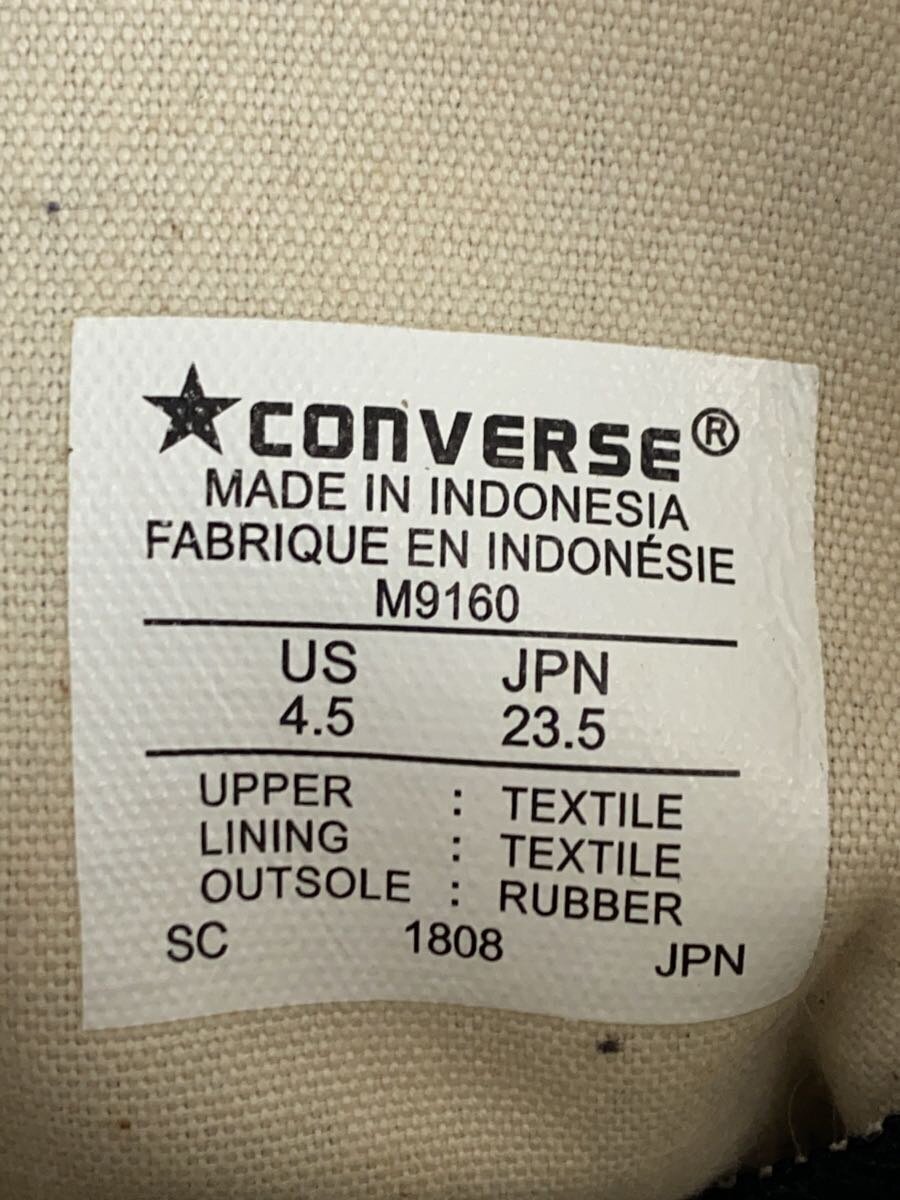 ★CONVERSE®
MADE IN INDONESIA
FABRIQUE EN INDONÉSIE
M9160
US JPN
4.5 23.5
UPPER : TEXTILE
LINING : TEXTILE
OUTSOLE : RUBBER
SC 1808 JPN